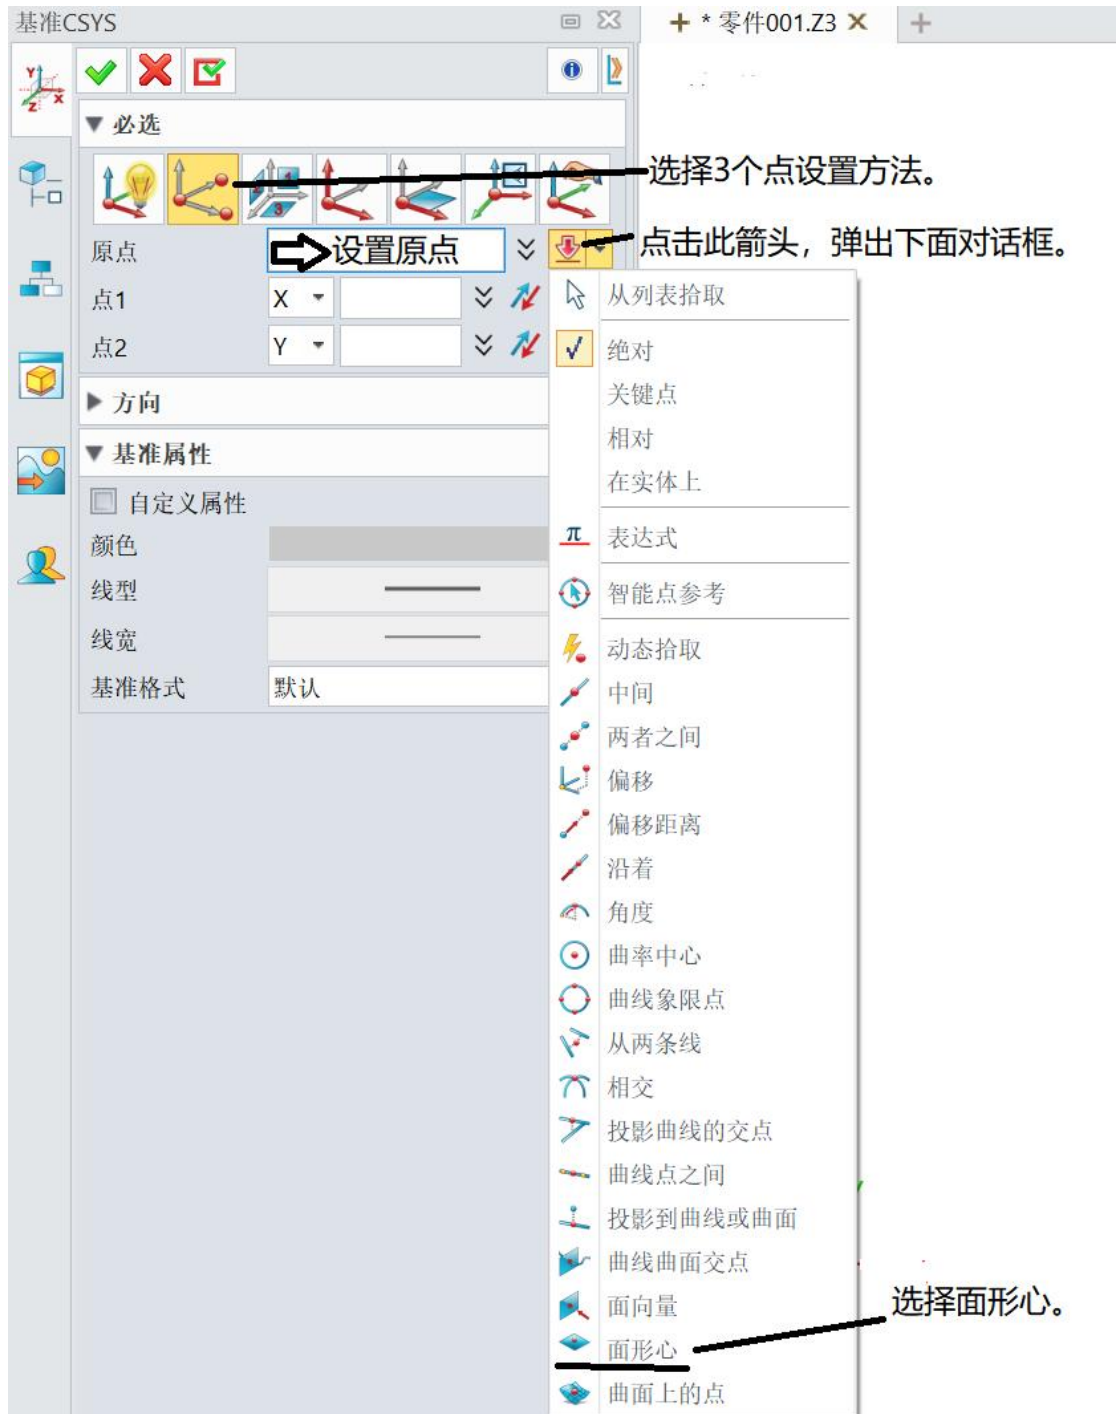 基准CSYS
* 零件001.Z3
必选
选择3个点设置方法。
原点
设置原点
点击此箭头，弹出下面对话框。
点1
X
点2
Y
方向
基准属性
自定义属性
颜色
线型
线宽
基准格式
默认
从列表拾取
绝对
关键点
相对
在实体上
π 表达式
智能点参考
动态拾取
中间
两者之间
偏移
偏移距离
沿着
角度
曲率中心
曲线象限点
从两条线
相交
投影曲线的交点
曲线点之间
投影到曲线或曲面
曲线曲面交点
面向量
选择面形心。
面形心
曲面上的点